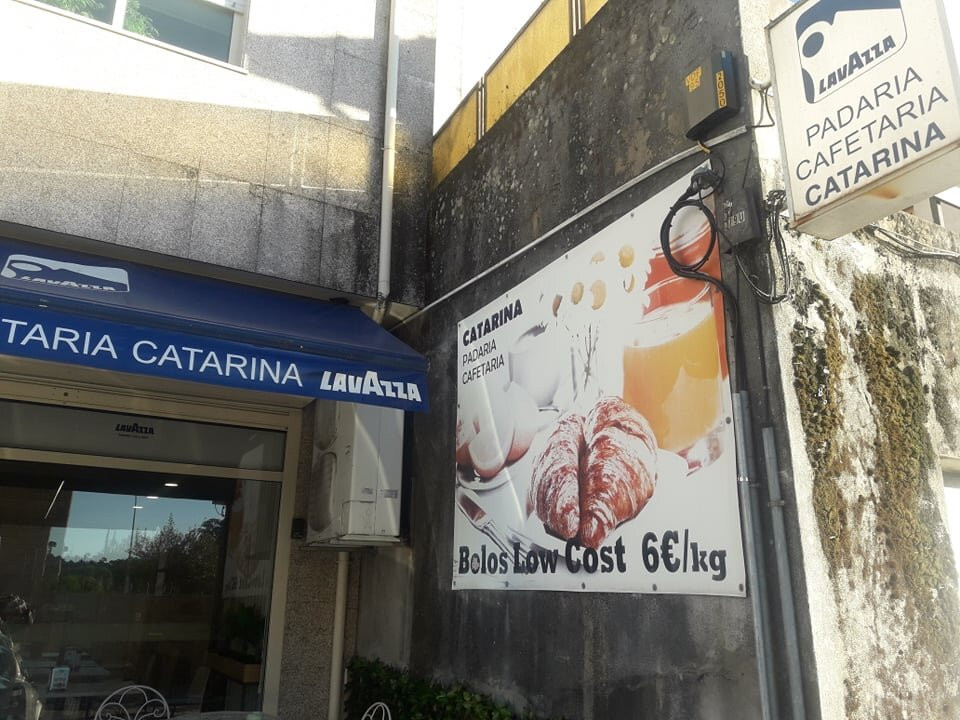 LAVAZZA
PADARIA
CAFETARIA
CATARINA
LAVAZZA
TARIA CATARINA LAVAZZA
LAVAZZA
CATARINA
PADARIA
CAFETARIA
Bolos Low Cost 6€/kg